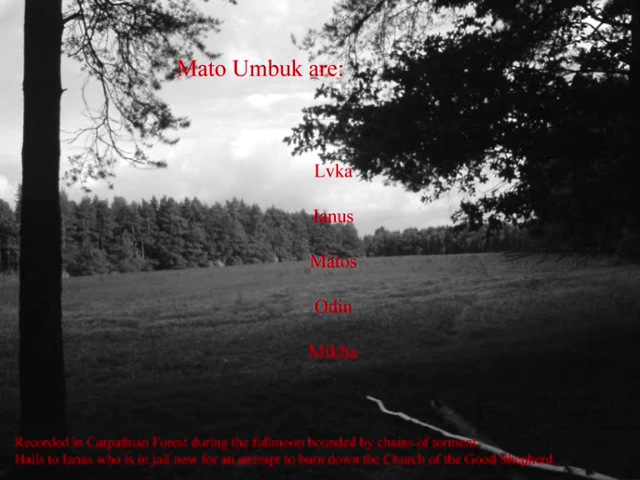 Mato Umbuk are:
Lvka
Ianus
Matos
Odin
Mikha
Recorded in Carpathian Forest during the fullmoon bounded by chains of torment
Hails to Ianus who is in jail now for an attempt to burn down the Church of the Good Shepherd.